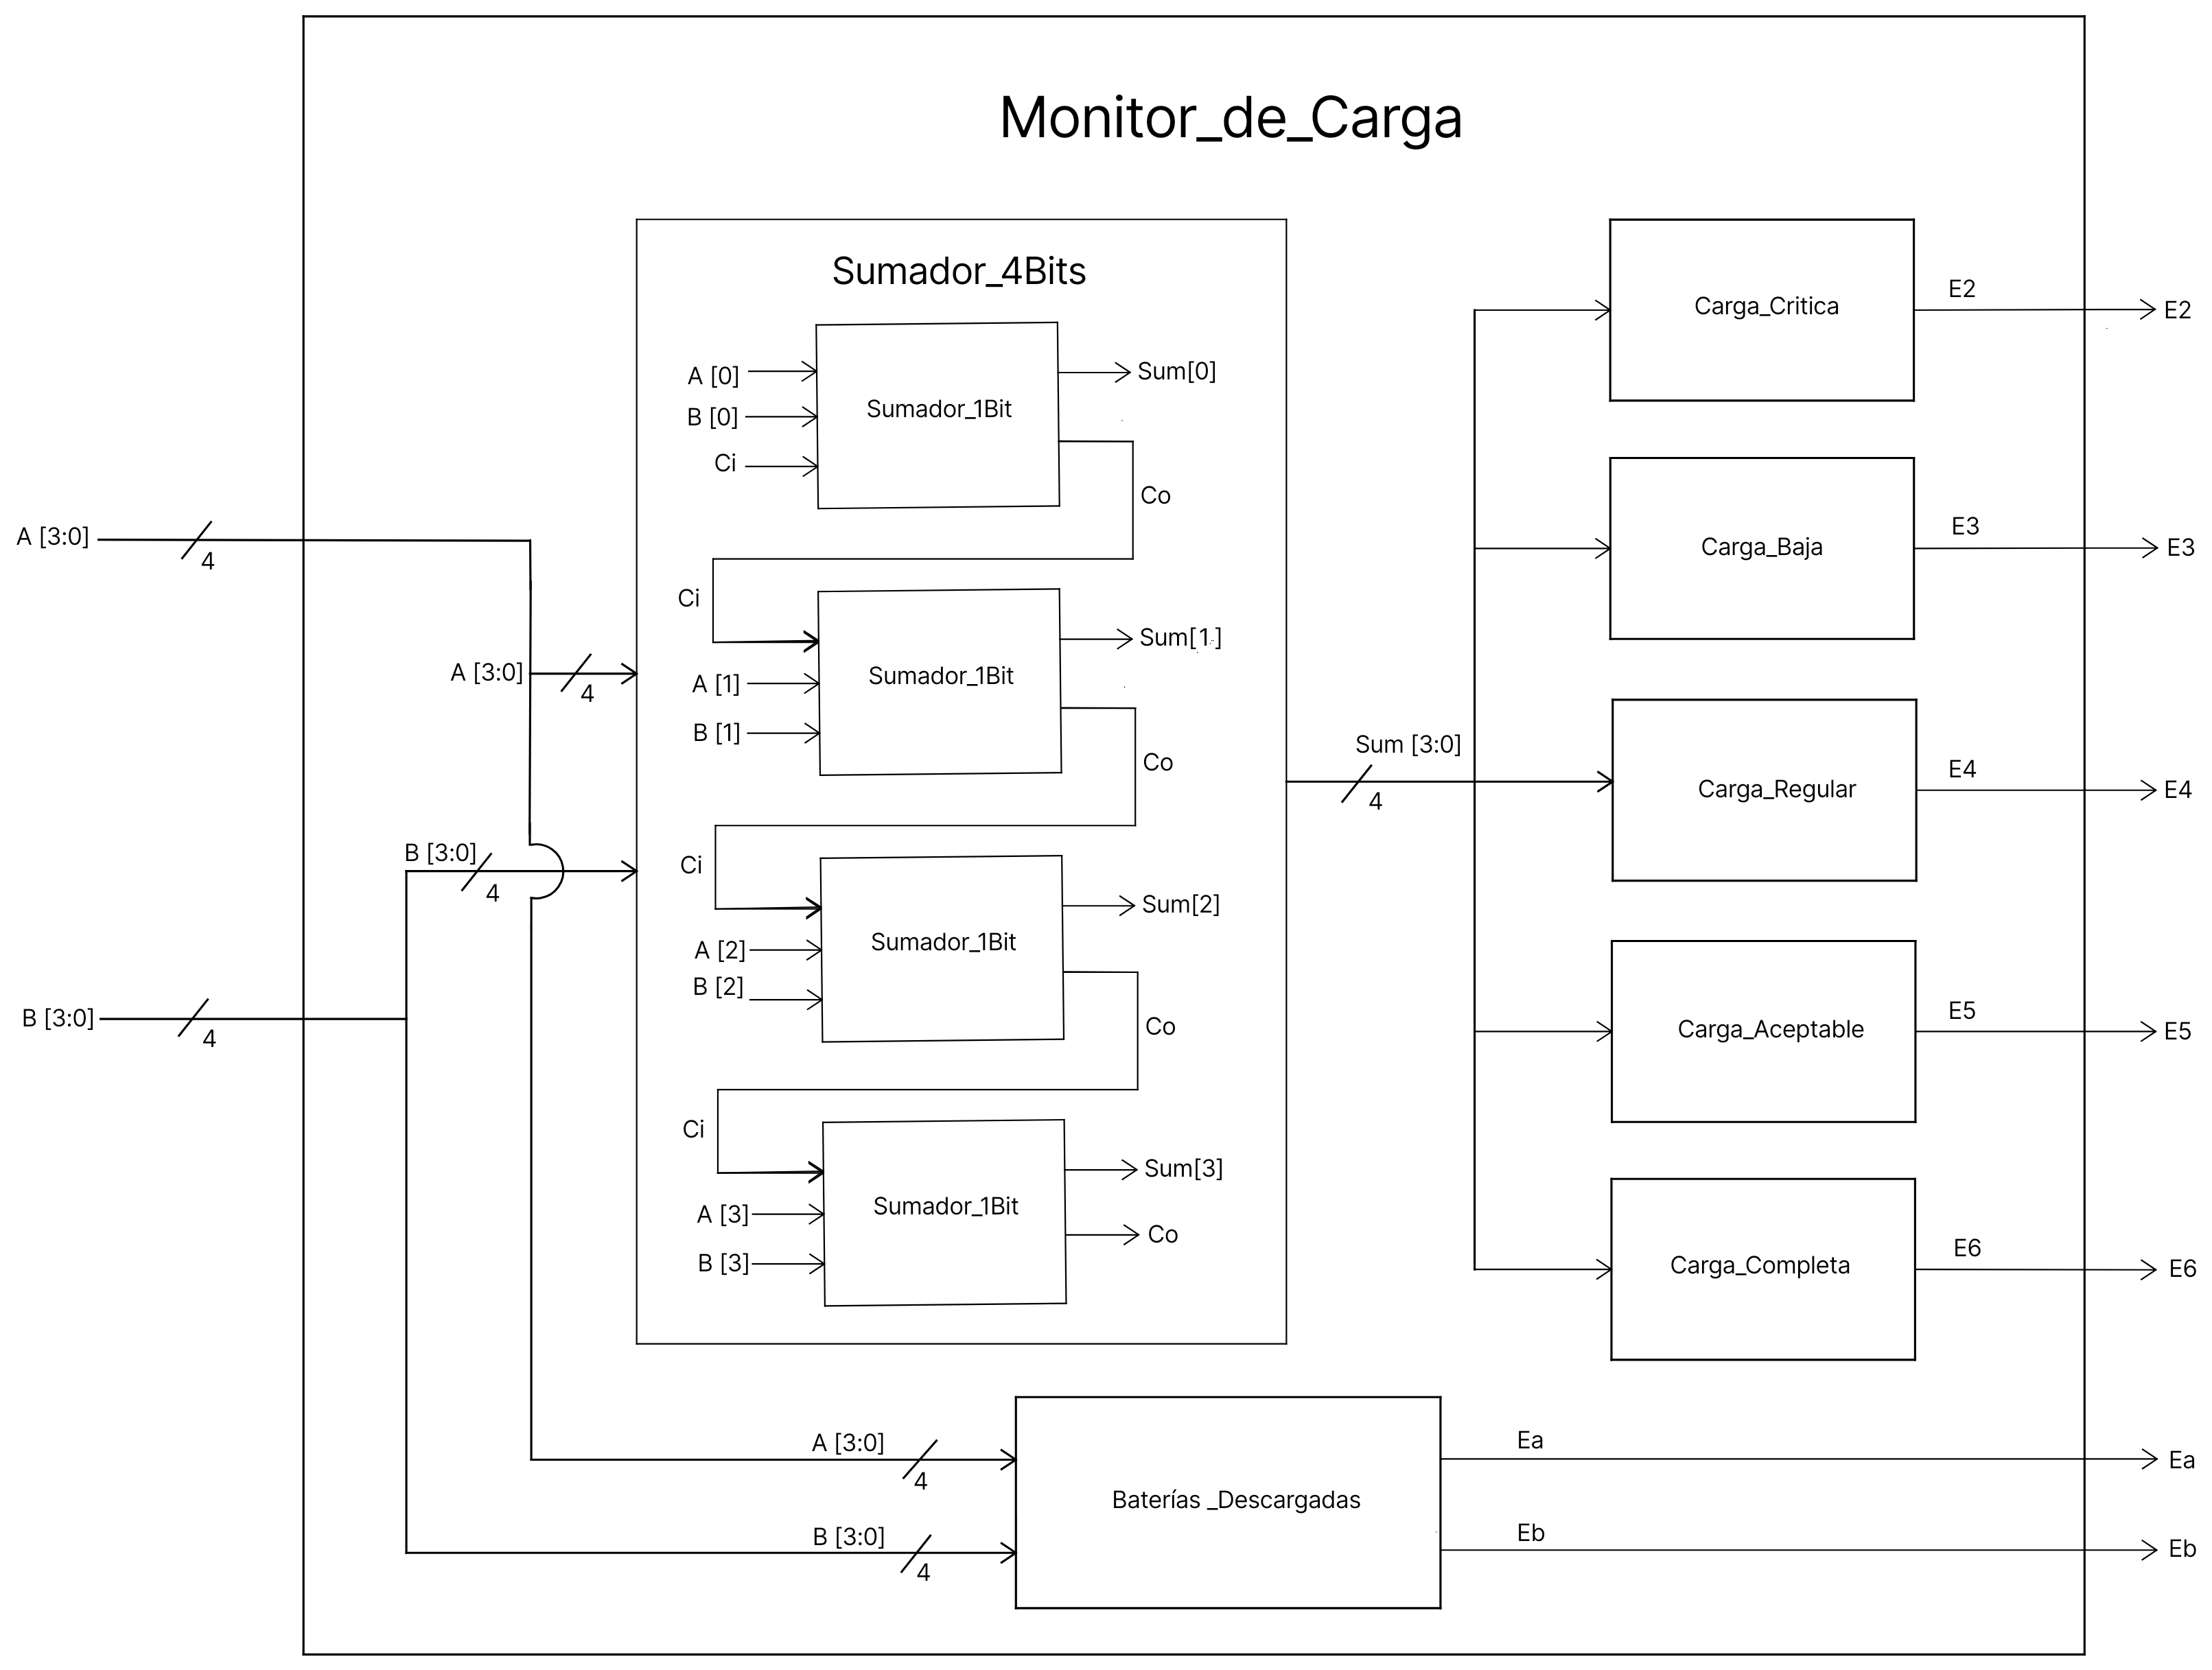 Monitor_de_Carga
Sumador_4Bits
A [0]
B [0]
Ci
Sumador_1Bit
Sum[0]
Co
Ci
A [1]
B [1]
Sumador_1Bit
Sum[1]
Co
Ci
A [2]
B [2]
Sumador_1Bit
Sum[2]
Co
Ci
A [3]
B [3]
Sumador_1Bit
Sum[3]
Co
A [3:0]
4
A [3:0]
4
B [3:0]
4
B [3:0]
4
Sum [3:0]
4
Carga_Critica
E2
E2
Carga_Baja
E3
E3
Carga_Regular
E4
E4
Carga_Aceptable
E5
E5
Carga_Completa
E6
E6
A [3:0]
4
B [3:0]
4
Baterías _Descargadas
Ea
Ea
Eb
Eb